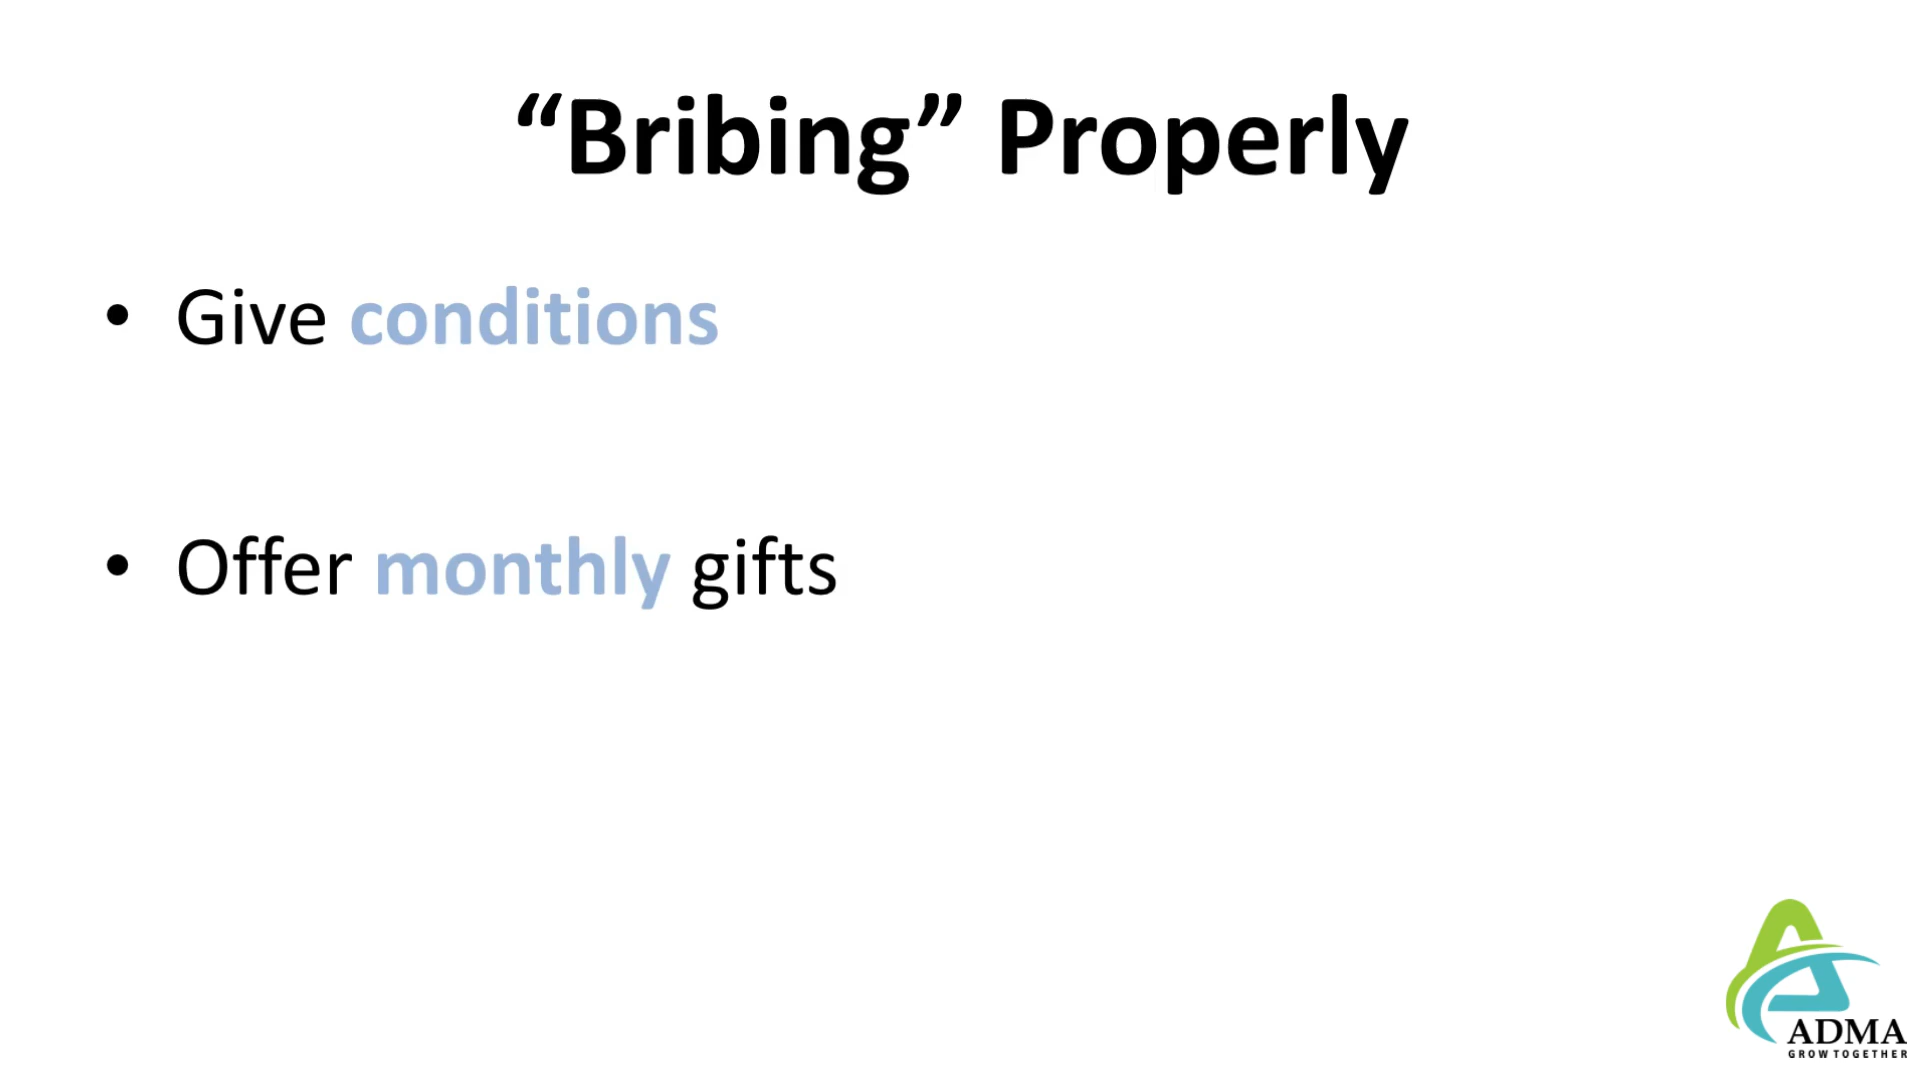 “Bribing” Properly
• Give conditions
• Offer monthly gifts
ADMA
GROW TOGETHER